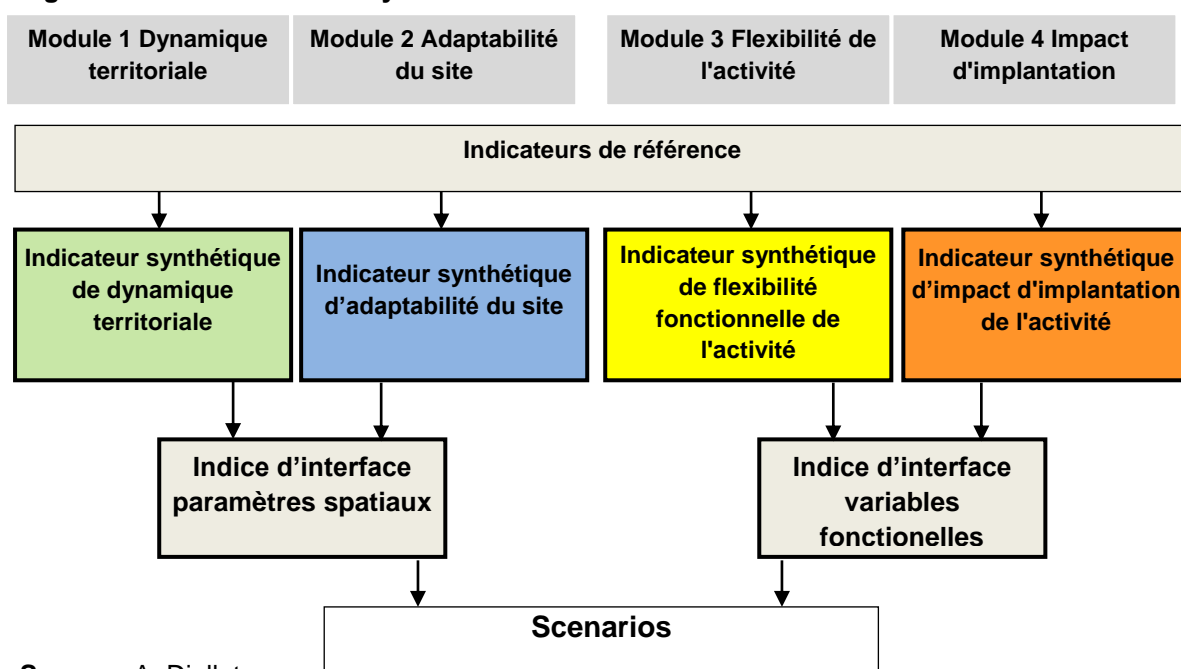 Module 1 Dynamique
territoriale
Module 2 Adaptabilité
du site
Module 3 Flexibilité de
l'activité
Module 4 Impact
d'implantation
Indicateurs de référence
Indicateur synthétique
de dynamique
territoriale
Indicateur synthétique
d’adaptabilité du site
Indicateur synthétique
de flexibilité
fonctionnelle de
l'activité
Indicateur synthétique
d’impact d'implantation
de l'activité
Indice d’interface
paramètres spatiaux
Indice d’interface
variables
fonctionelles
Scenarios